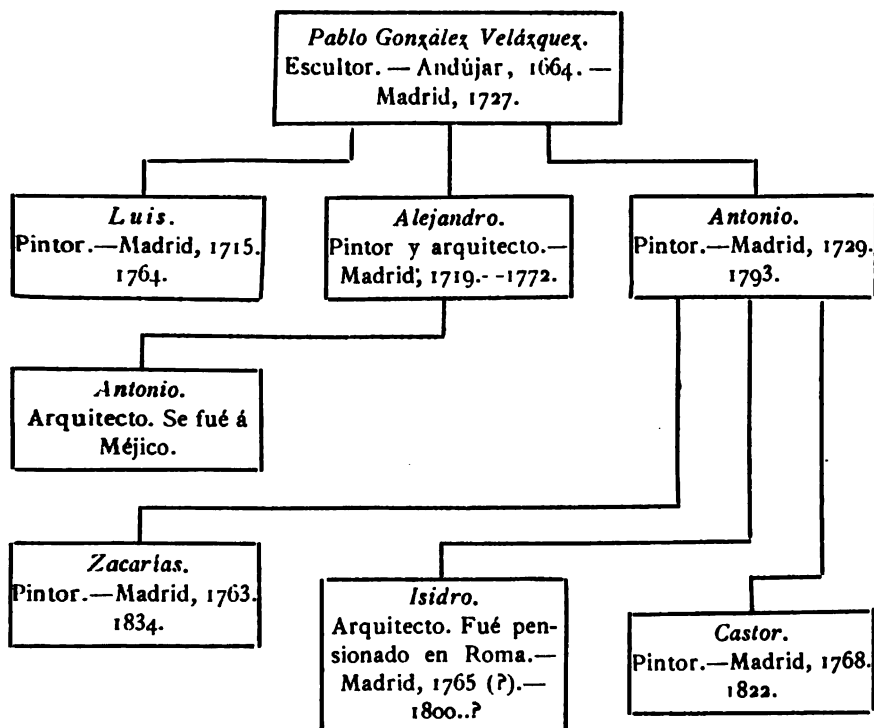 Pablo González Velázquez.
Escultor. — Andújar, 1664. —
Madrid, 1727.
Luis.
Pintor.—Madrid, 1715.
1764.
Alejandro.
Pintor y arquitecto.—
Madrid; 1719.--1772.
Antonio.
Pintor.—Madrid, 1729.
1793.
Antonio.
Arquitecto. Se fué á
Méjico.
Zacarías.
Pintor.—Madrid, 1763.
1834.
Isidro.
Arquitecto. Fué pen-
sionado en Roma.—
Madrid, 1765 (?).—
1800..?
Castor.
Pintor.—Madrid, 1768.
1822.